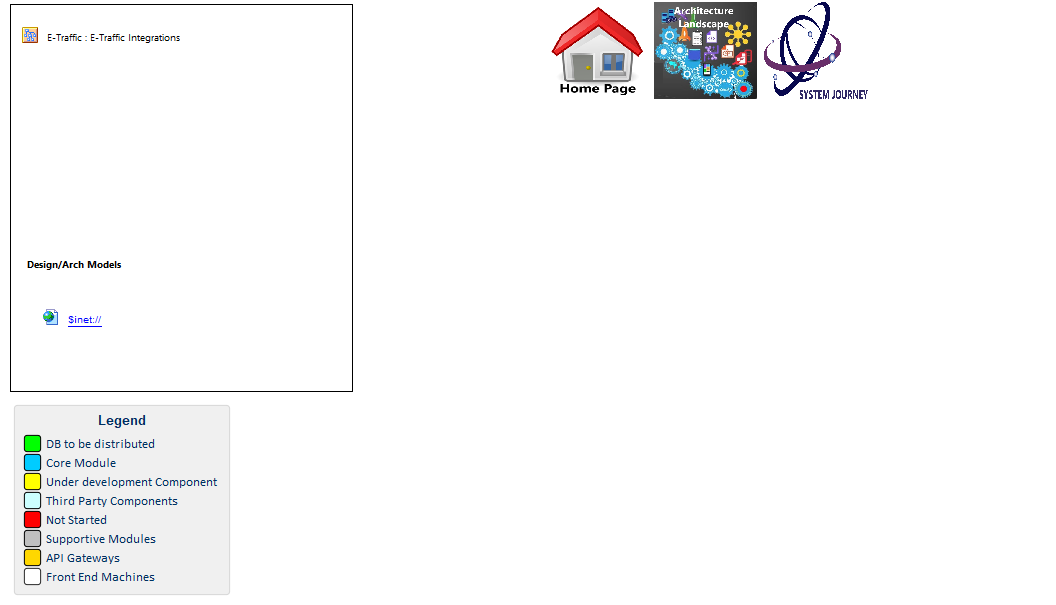 E-Traffic : E-Traffic Integrations
Architecture
Landscape
Home Page
SYSTEM JOURNEY
Design/Arch Models
$inet://
Legend
DB to be distributed
Core Module
Under development Component
Third Party Components
Not Started
Supportive Modules
API Gateways
Front End Machines